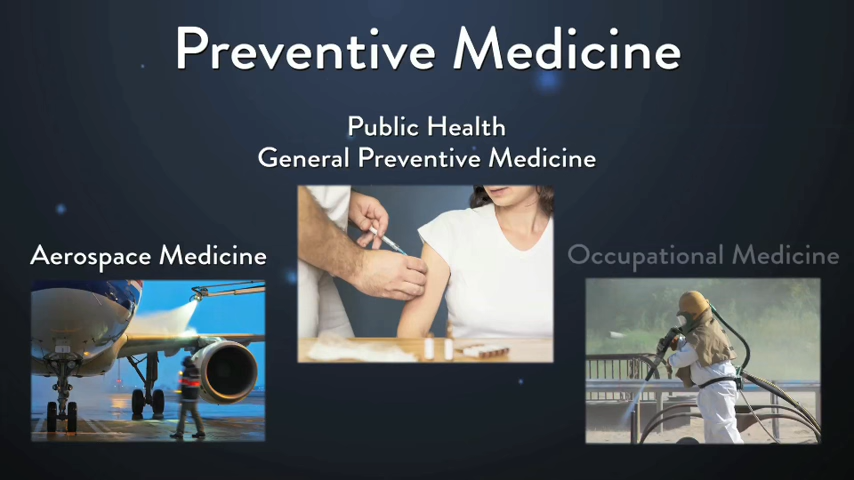 Preventive Medicine
Public Health
General Preventive Medicine
Aerospace Medicine
Occupational Medicine